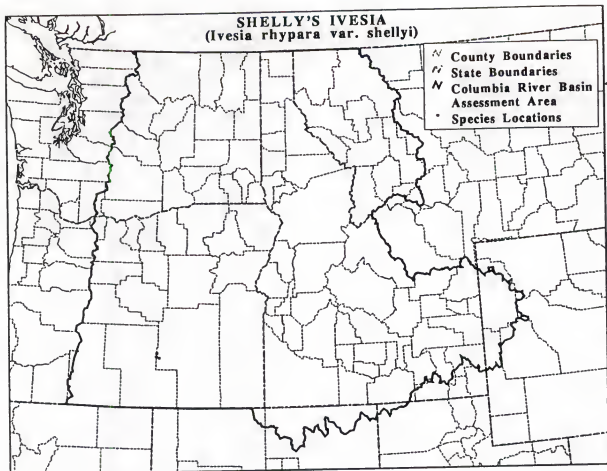 SHELLY'S IVESIA
(Ivesia rhypara var. shellyi)
County Boundaries
State Boundaries
Columbia River Basin
Assessment Area
Species Locations